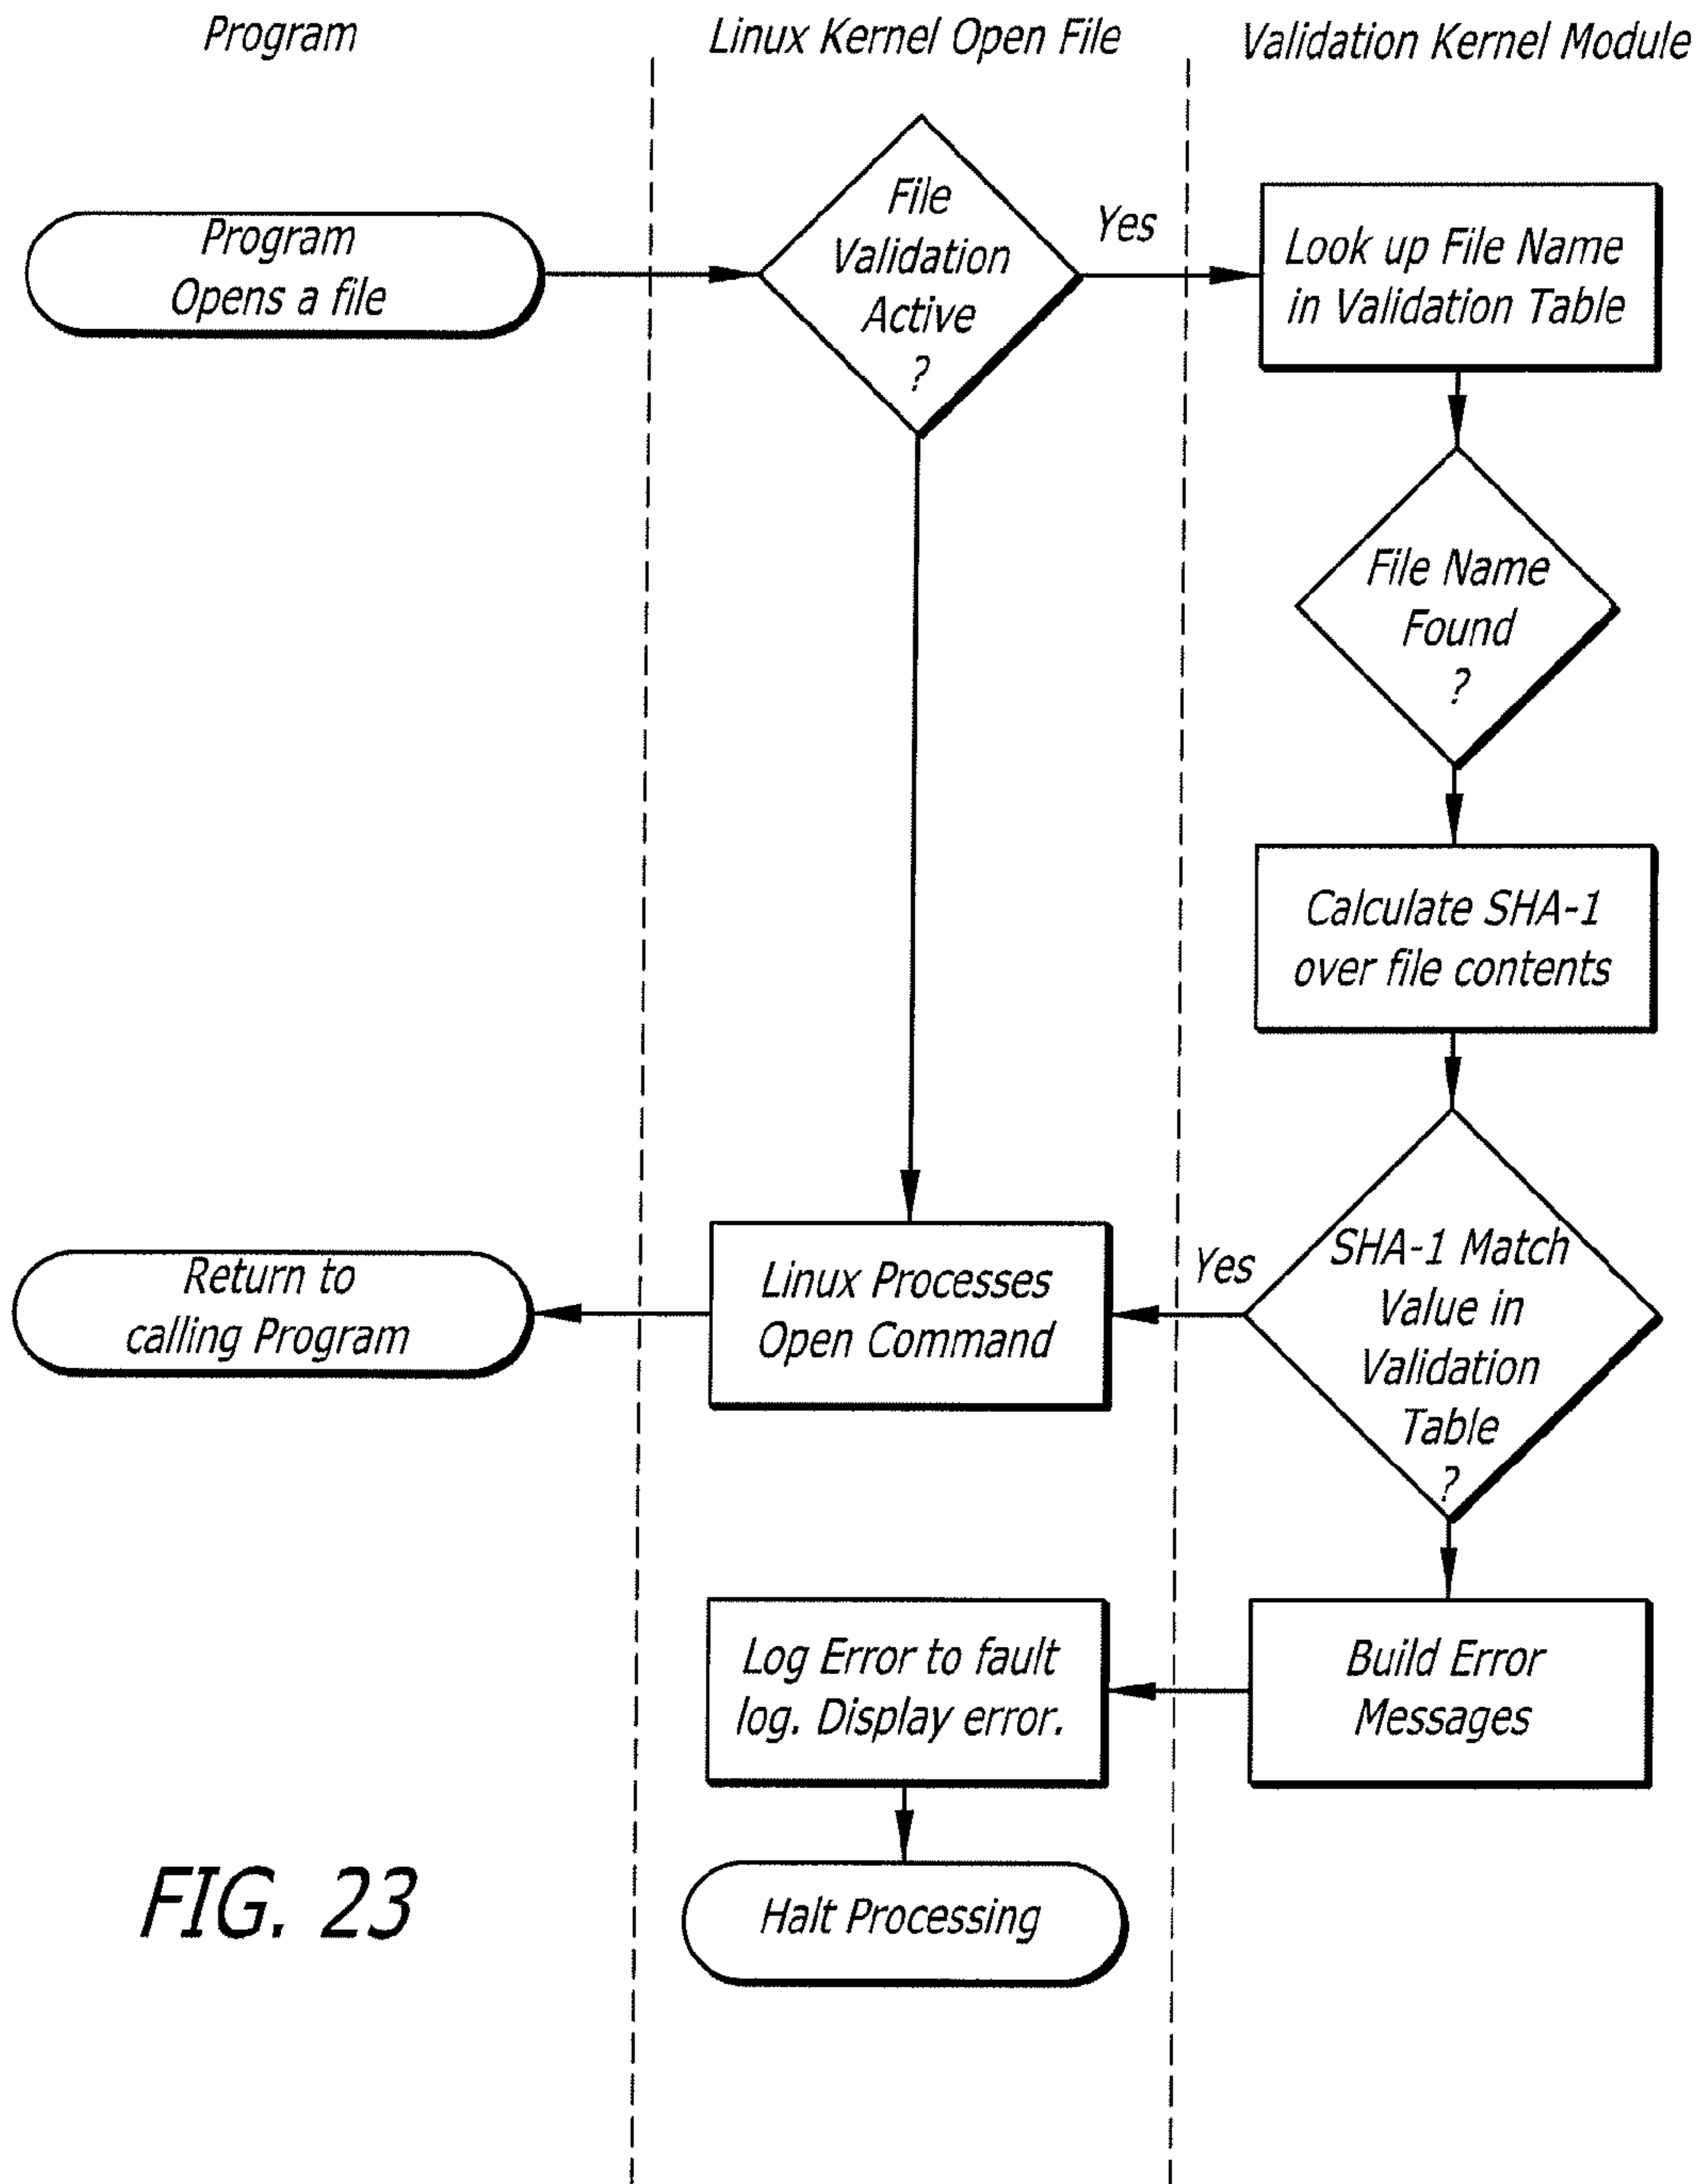 Program
Linux Kernel Open File
Validation Kernel Module
Program
Opens a file
File
Validation
Active
?
Yes
Look up File Name
in Validation Table
File Name
Found
?
Calculate SHA-1
over file contents
SHA-1 Match
Value in
Validation
Table
?
Yes
Linux Processes
Open Command
Return to
calling Program
Build Error
Messages
Log Error to fault
log. Display error.
Halt Processing
FIG. 23